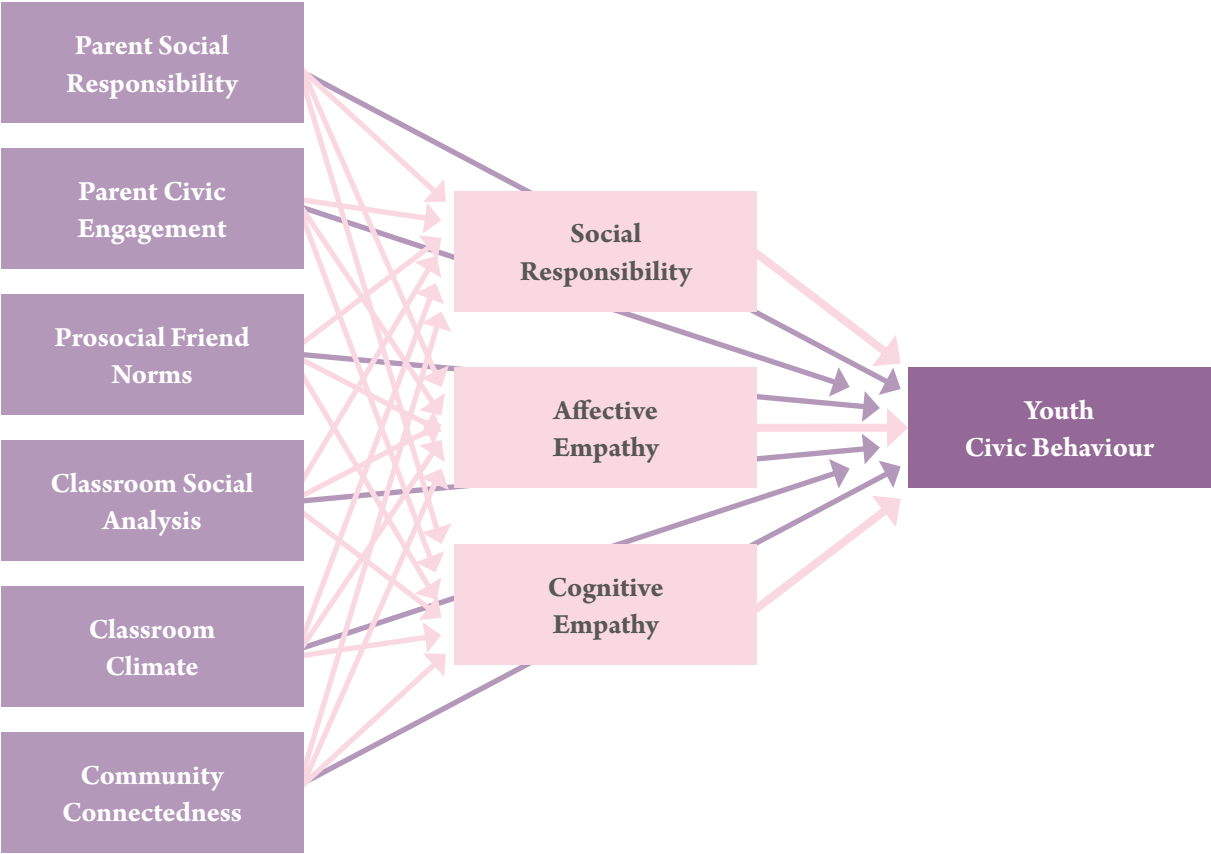 Parent Social
Responsibility
Parent Civic
Engagement
Prosocial Friend
Norms
Classroom Social
Analysis
Classroom
Climate
Community
Connectedness
Social
Responsibility
Affective
Empathy
Cognitive
Empathy
Youth
Civic Behaviour